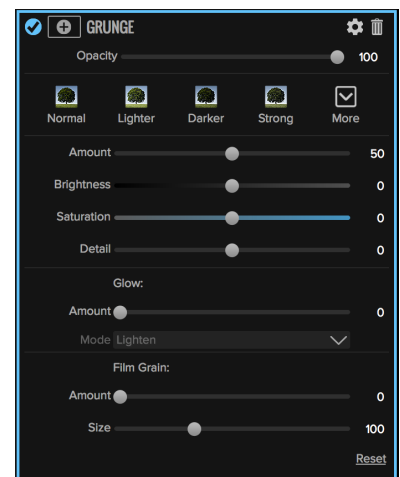 GRUNGE
Opacity 100
Normal Lighter Darker Strong More
Amount 50
Brightness 0
Saturation 0
Detail 0
Glow:
Amount 0
Mode Lighten
Film Grain:
Amount 0
Size 100
Reset